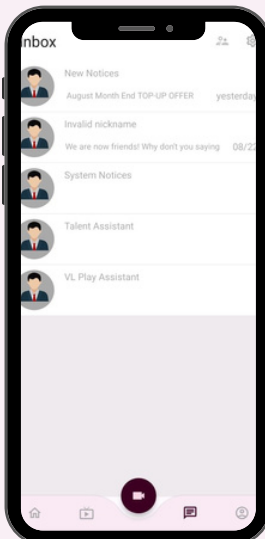 nbox
New Notices
August Month End TOP-UP OFFER yesterday
Invalid nickname
We are now friends! Why don't you saying 08/22
System Notices
Talent Assistant
VL Play Assistant